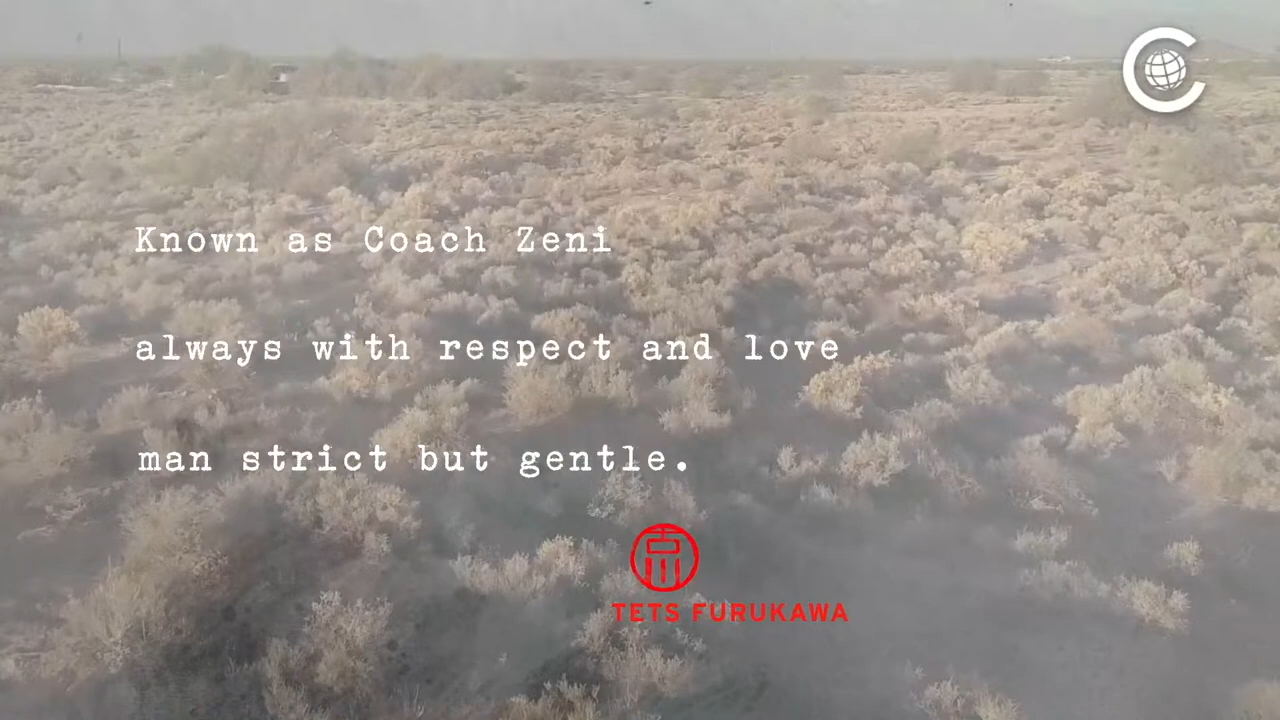 Known as Coach Zeni
always with respect and love
man strict but gentle.
TETS FURUKAWA